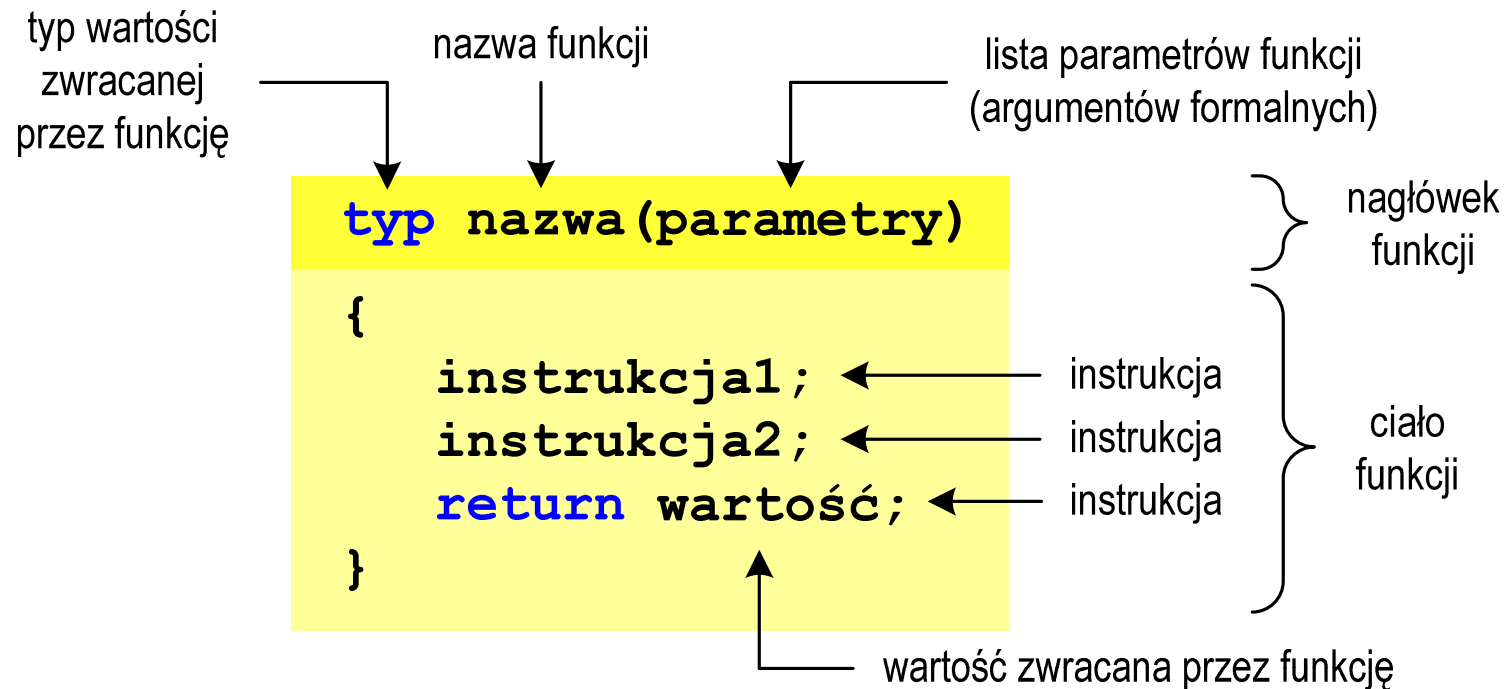 typ wartości
zwracanej
przez funkcję
nazwa funkcji
lista parametrów funkcji
(argumentów formalnych)
typ nazwa(parametry)
nagłówek
funkcji
{
instrukcja1;
instrukcja
instrukcja2;
instrukcja
return wartość;
instrukcja
}
ciało
funkcji
wartość zwracana przez funkcję